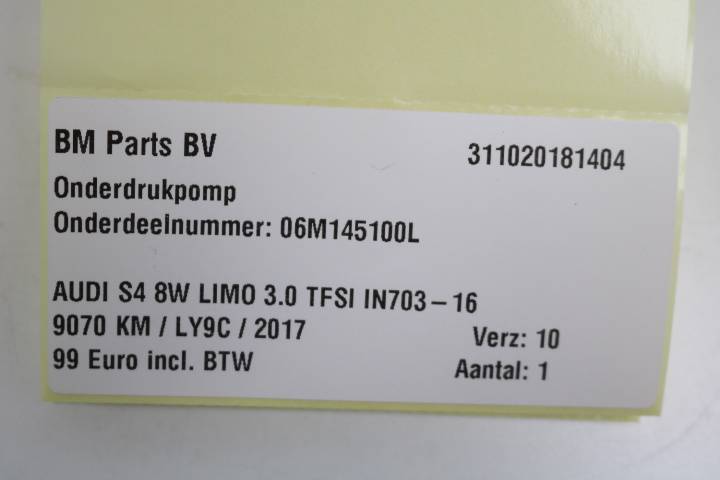 BM Parts BV 311020181404
Onderdrukpomp
Onderdeelnummer: 06M145100L
AUDI S4 8W LIMO 3.0 TFSI IN703-16
9070 KM / LY9C / 2017 Verz: 10
99 Euro incl. BTW Aantal: 1